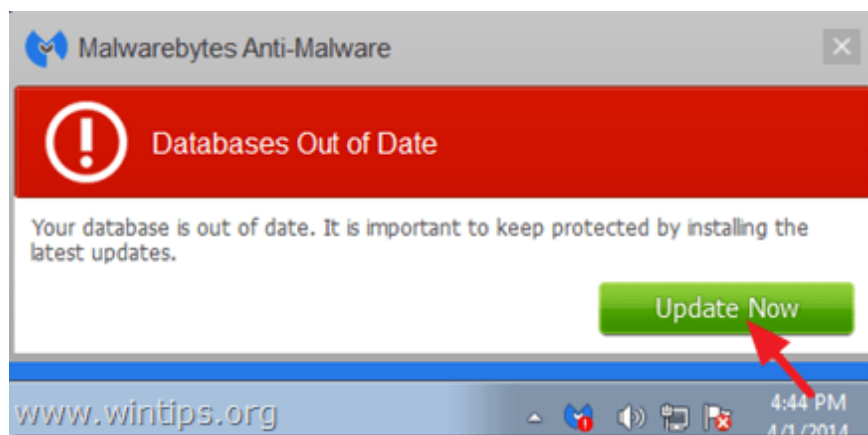 Malwarebytes Anti-Malware
Databases Out of Date
Your database is out of date. It is important to keep protected by installing the
latest updates.
Update Now
www.wintips.org
4:44 PM
4/1/2014